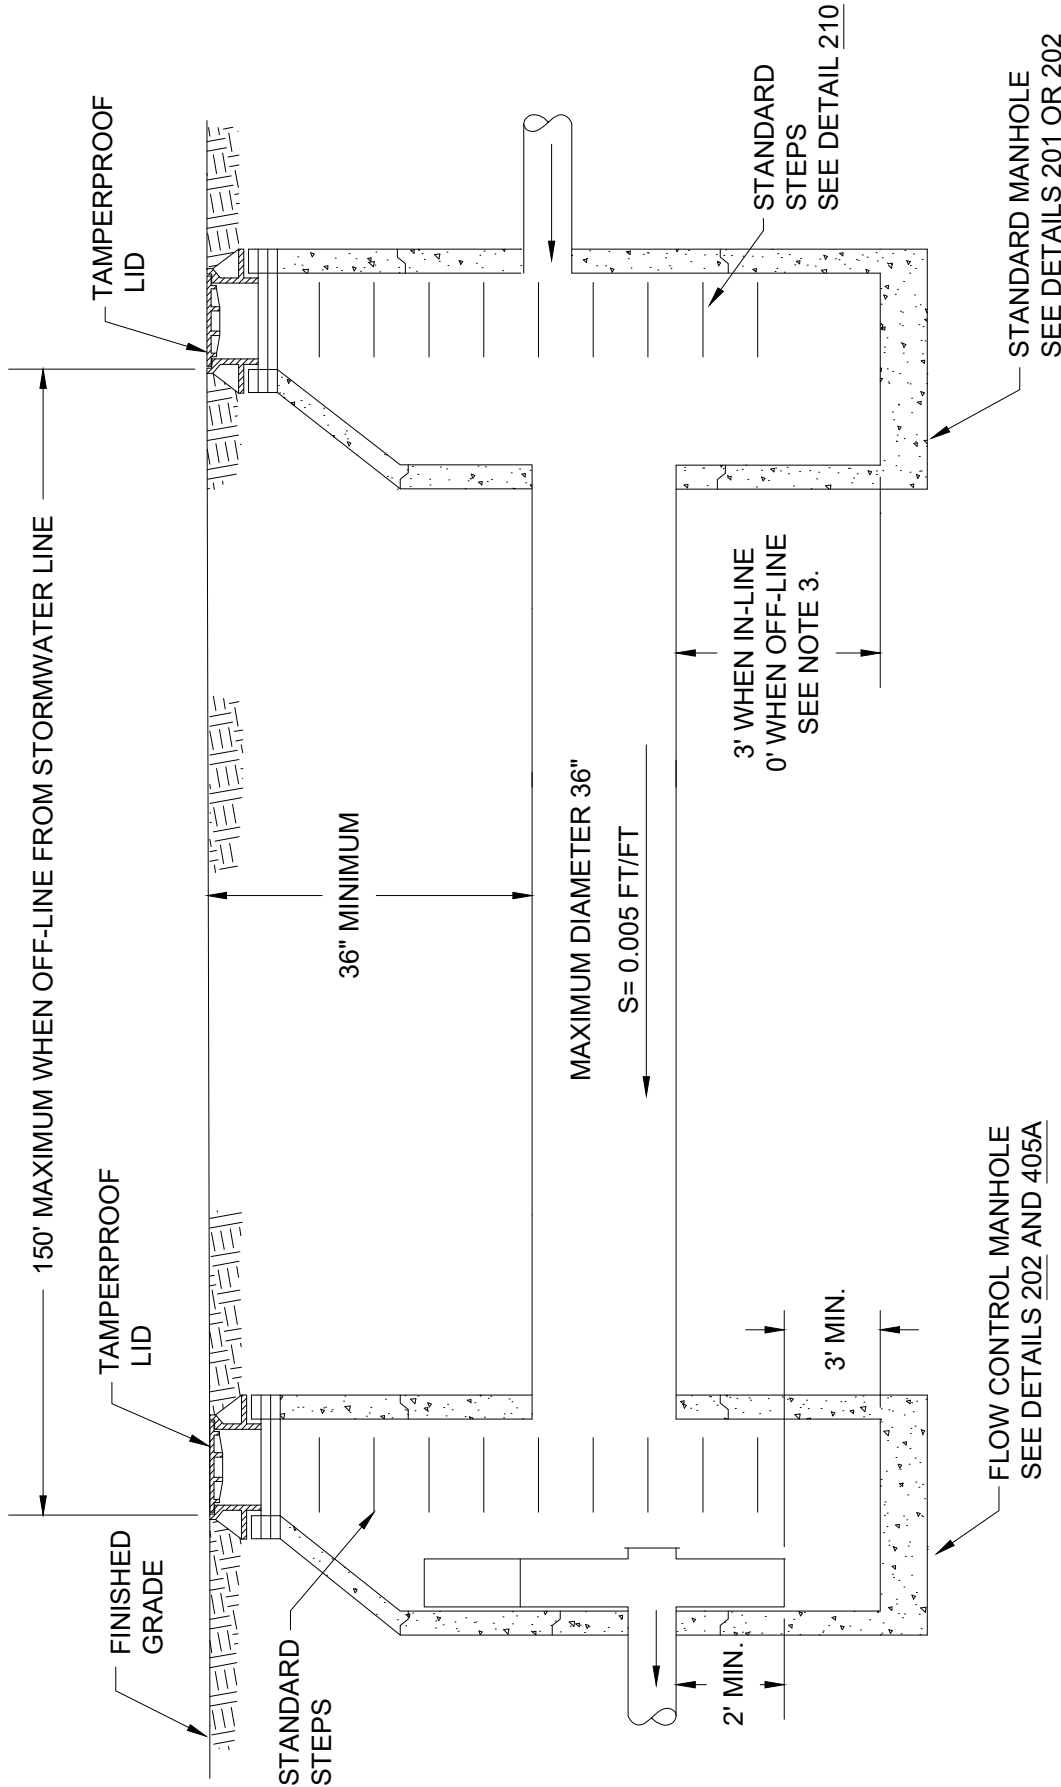 150' MAXIMUM WHEN OFF-LINE FROM STORMWATER LINE
FINISHED
GRADE
TAMPERPROOF
LID
TAMPERPROOF
LID
STANDARD
STEPS
36" MINIMUM
MAXIMUM DIAMETER 36"
S= 0.005 FT/FT
STANDARD
STEPS
SEE DETAIL 210
2' MIN.
3' MIN.
3' WHEN IN-LINE
0' WHEN OFF-LINE
SEE NOTE 3.
FLOW CONTROL MANHOLE
SEE DETAILS 202 AND 405A
STANDARD MANHOLE
SEE DETAILS 201 OR 202